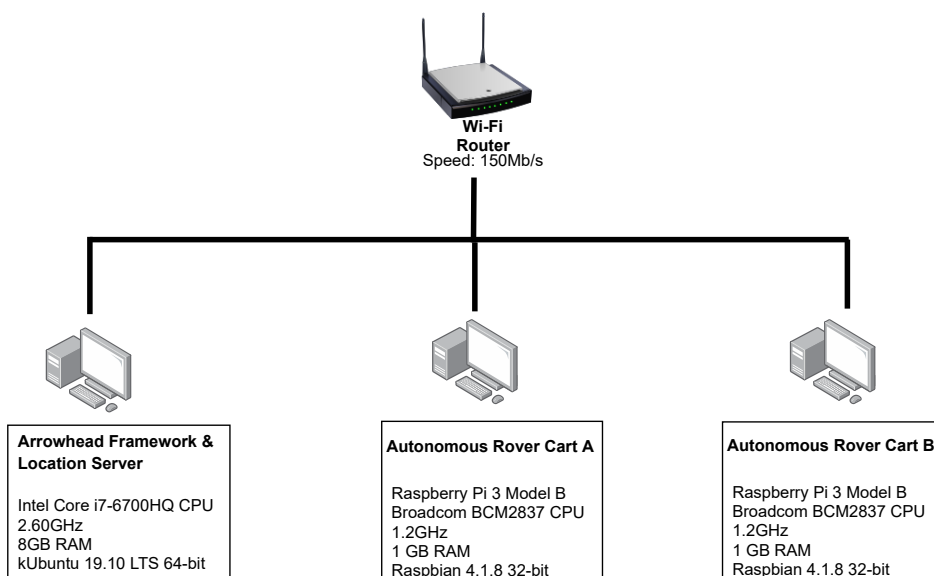 Wi-Fi
Router
Speed: 150Mb/s
Arrowhead Framework &
Location Server
Intel Core i7-6700HQ CPU
2.60GHz
8GB RAM
kUbuntu 19.10 LTS 64-bit
Autonomous Rover Cart A
Raspberry Pi 3 Model B
Broadcom BCM2837 CPU
1.2GHz
1 GB RAM
Raspbian 4.1.8 32-bit
Autonomous Rover Cart B
Raspberry Pi 3 Model B
Broadcom BCM2837 CPU
1.2GHz
1 GB RAM
Raspbian 4.1.8 32-bit